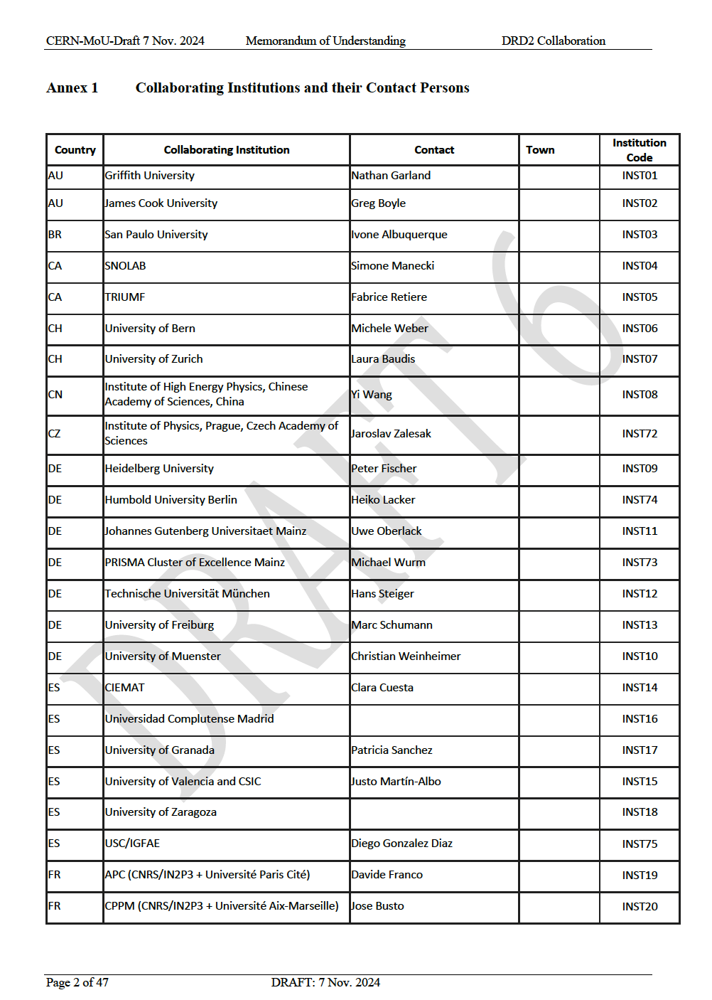 CERN-MoU-Draft 7 Nov. 2024 Memorandum of Understanding DRD2 Collaboration
Annex 1 Collaborating Institutions and their Contact Persons
Country Collaborating Institution Contact Town Institution Code
AU Griffith University Nathan Garland INST01
AU James Cook University Greg Boyle INST02
BR San Paulo University Ivone Albuquerque INST03
CA SNOLAB Simone Manecki INST04
CA TRIUMF Fabrice Retiere INST05
CH University of Bern Michele Weber INST06
CH University of Zurich Laura Baudis INST07
CN Institute of High Energy Physics, Chinese Academy of Sciences, China Yi Wang INST08
CZ Institute of Physics, Prague, Czech Academy of Sciences Jaroslav Zalesak INST72
DE Heidelberg University Peter Fischer INST09
DE Humbold University Berlin Heiko Lacker INST74
DE Johannes Gutenberg Universitaet Mainz Uwe Oberlack INST11
DE PRISMA Cluster of Excellence Mainz Michael Wurm INST73
DE Technische Universität München Hans Steiger INST12
DE University of Freiburg Marc Schumann INST13
DE University of Muenster Christian Weinheimer INST10
ES CIEMAT Clara Cuesta INST14
ES Universidad Complutense Madrid INST16
ES University of Granada Patricia Sanchez INST17
ES University of Valencia and CSIC Justo Martín-Albo INST15
ES University of Zaragoza INST18
ES USC/IGFAE Diego Gonzalez Diaz INST75
FR APC (CNRS/IN2P3 + Université Paris Cité) Davide Franco INST19
FR CPPM (CNRS/IN2P3 + Université Aix-Marseille) Jose Busto INST20
DRAFT 6
Page 2 of 47 DRAFT: 7 Nov. 2024